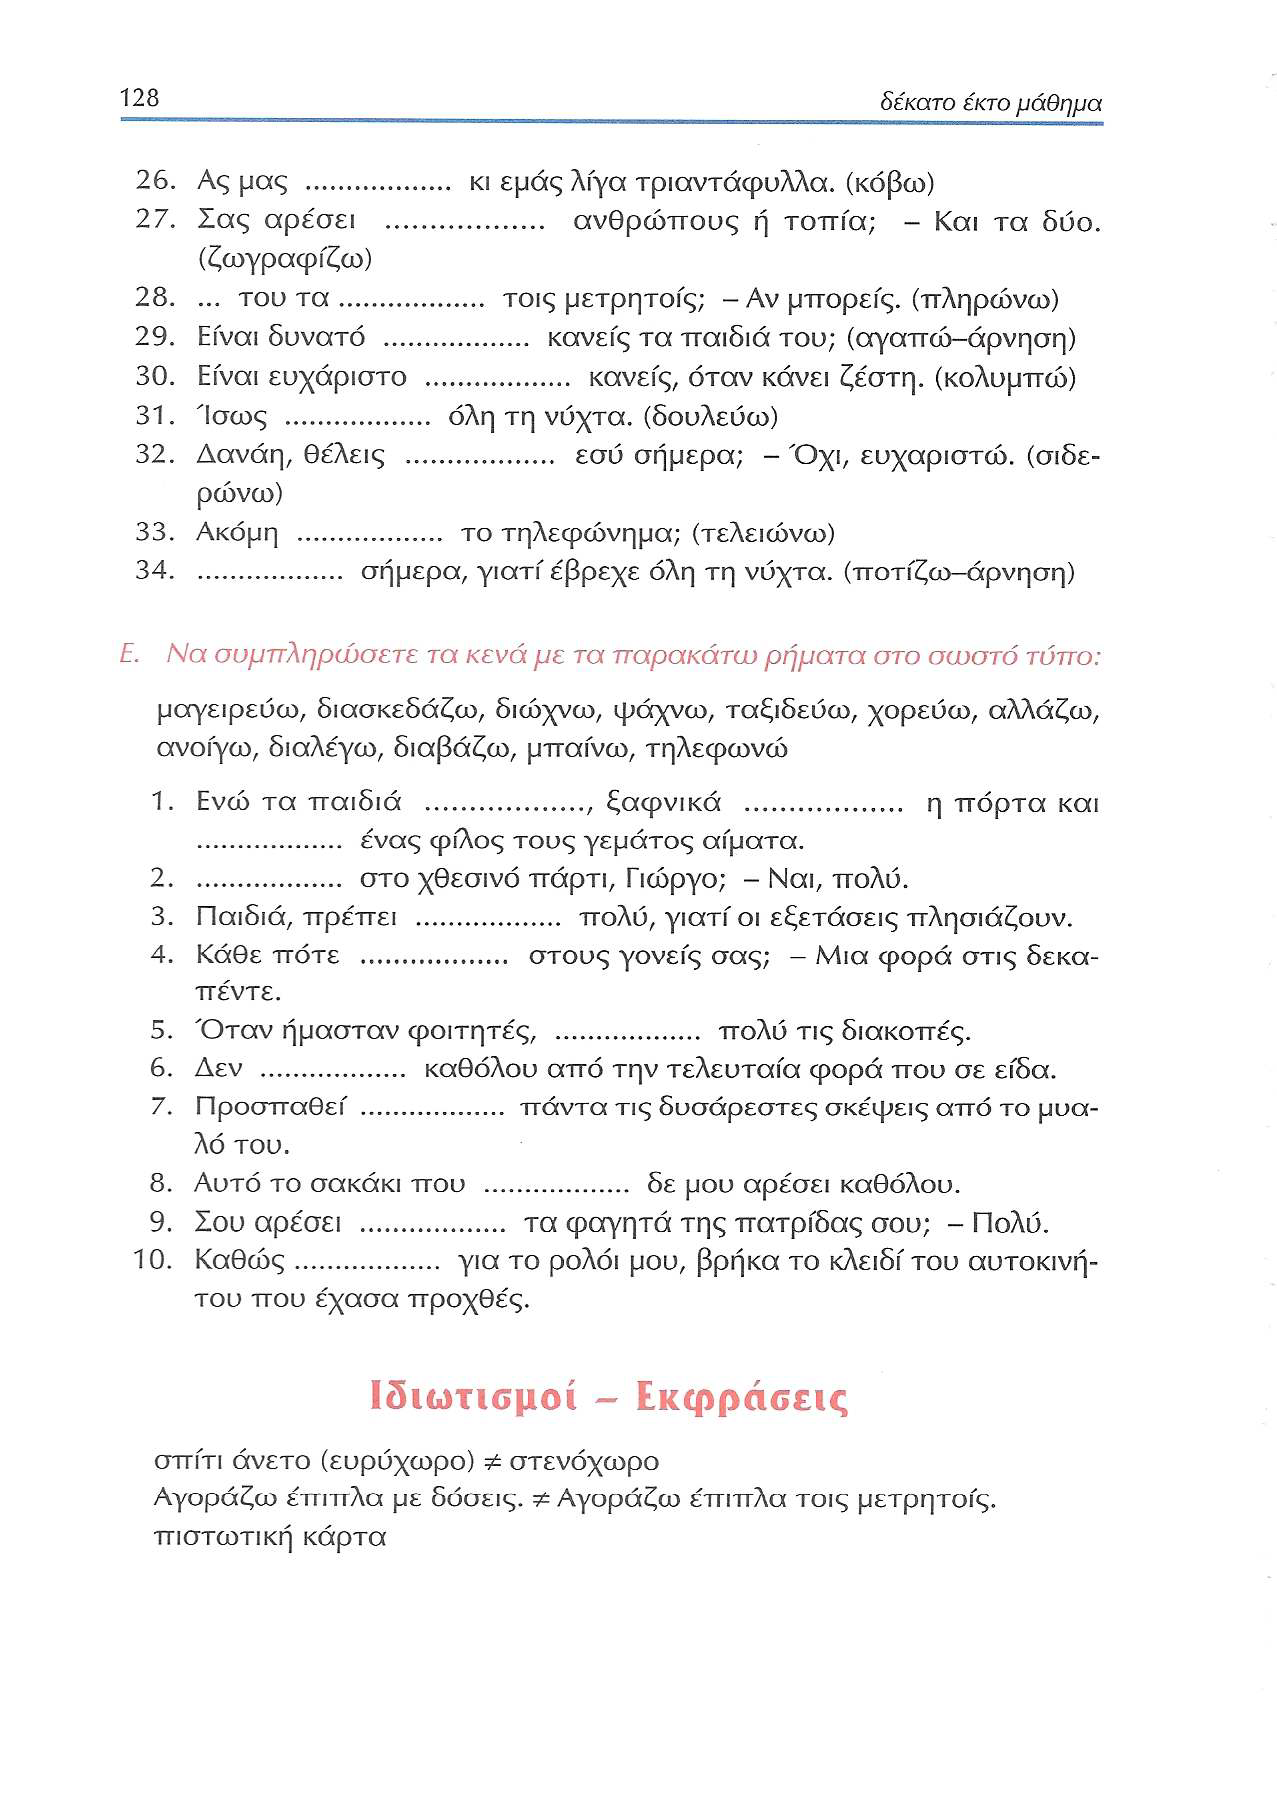 128 δέκατο έκτο μάθημα
26. Ας μας .................. κι εμάς λίγα τριαντάφυλλα. (κόβω)
27. Σας αρέσει .................. ανθρώπους ή τοπία; – Και τα δύο.
(ζωγραφίζω)
28. ... του τα .................. τοις μετρητοίς; – Αν μπορείς. (πληρώνω)
29. Είναι δυνατό .................. κανείς τα παιδιά του; (αγαπώ–άρνηση)
30. Είναι ευχάριστο .................. κανείς, όταν κάνει ζέστη. (κολυμπώ)
31. Ίσως .................. όλη τη νύχτα. (δουλεύω)
32. Δανάη, θέλεις .................. εσύ σήμερα; – Όχι, ευχαριστώ. (σιδε-
ρώνω)
33. Ακόμη .................. το τηλεφώνημα; (τελειώνω)
34. .................. σήμερα, γιατί έβρεχε όλη τη νύχτα. (ποτίζω–άρνηση)
Ε. Να συμπληρώσετε τα κενά με τα παρακάτω ρήματα στο σωστό τύπο:
μαγειρεύω, διασκεδάζω, διώχνω, ψάχνω, ταξιδεύω, χορεύω, αλλάζω,
ανοίγω, διαλέγω, διαβάζω, μπαίνω, τηλεφωνώ
1. Ενώ τα παιδιά .................., ξαφνικά .................. η πόρτα και
.................. ένας φίλος τους γεμάτος αίματα.
2. .................. στο χθεσινό πάρτι, Γιώργο; – Ναι, πολύ.
3. Παιδιά, πρέπει .................. πολύ, γιατί οι εξετάσεις πλησιάζουν.
4. Κάθε πότε .................. στους γονείς σας; – Μια φορά στις δεκα-
πέντε.
5. Όταν ήμασταν φοιτητές, .................. πολύ τις διακοπές.
6. Δεν .................. καθόλου από την τελευταία φορά που σε είδα.
7. Προσπαθεί .................. πάντα τις δυσάρεστες σκέψεις από το μυα-
λό του.
8. Αυτό το σακάκι που .................. δε μου αρέσει καθόλου.
9. Σου αρέσει .................. τα φαγητά της πατρίδας σου; – Πολύ.
10. Καθώς .................. για το ρολόι μου, βρήκα το κλειδί του αυτοκινή-
του που έχασα προχθές.
Ιδιωτισμοί – Εκφράσεις
σπίτι άνετο (ευρύχωρο) ≠ στενόχωρο
Αγοράζω έπιπλα με δόσεις. ≠ Αγοράζω έπιπλα τοις μετρητοίς.
πιστωτική κάρτα